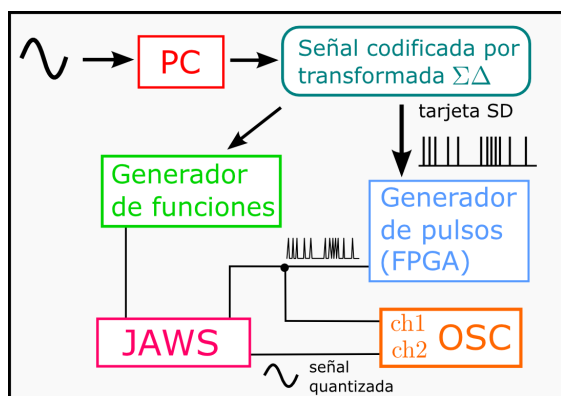 PC
Señal codificada por
transformada ΣΔ
tarjeta SD
Generador
de funciones
Generador
de pulsos
(FPGA)
JAWS
ch1
ch2
OSC
señal
quantizada